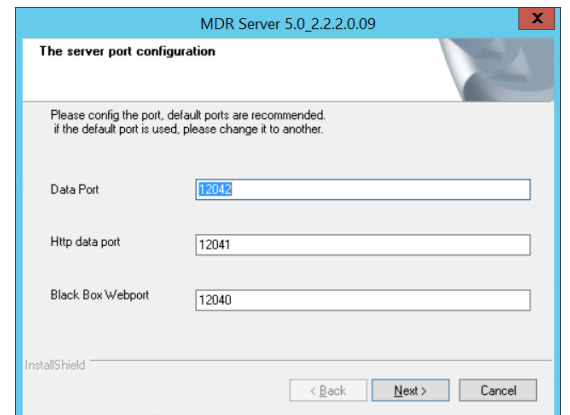 MDR Server 5.0_2.2.2.0.09
X
The server port configuration
Please config the port, default ports are recommended.
if the default port is used, please change it to another.
Data Port
12042
Http data port
12041
Black Box Webport
12040
InstallShield
< Back
Next >
Cancel